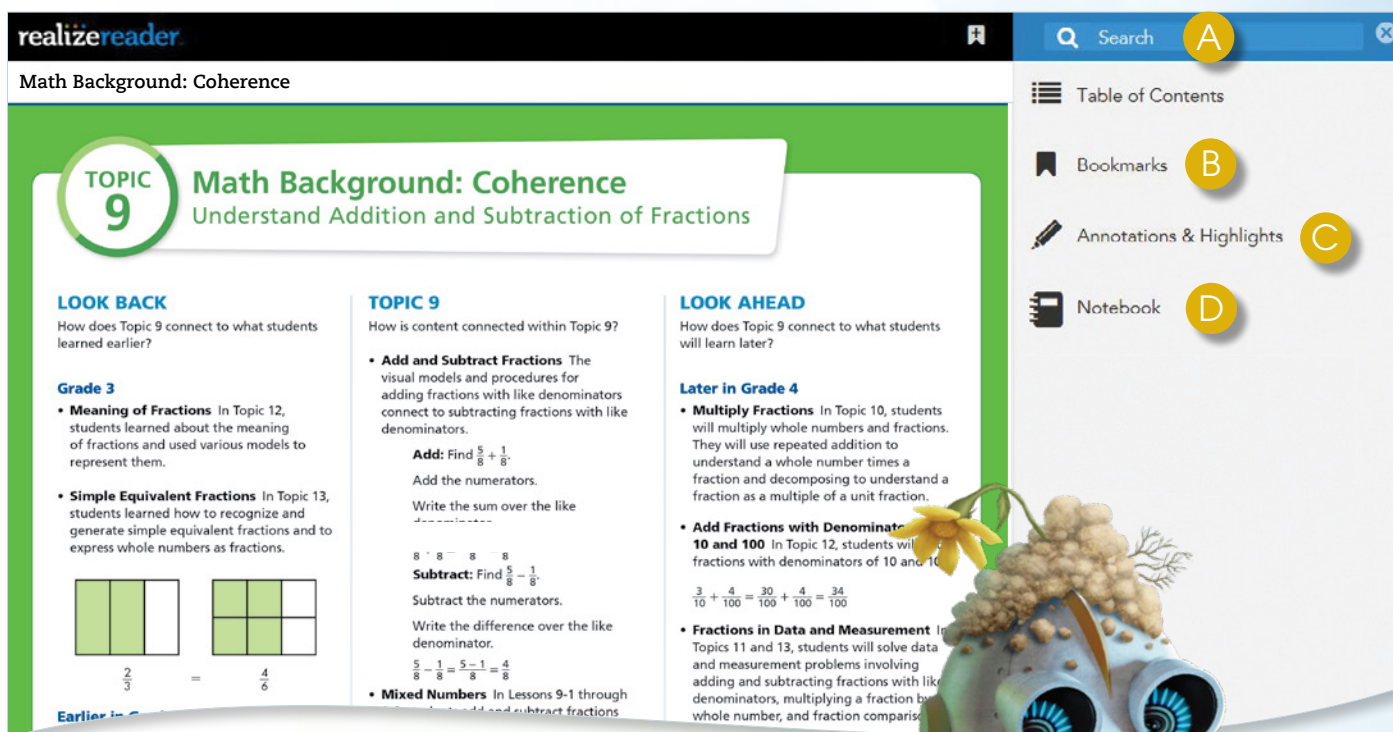 realizereader
Math Background: Coherence
TOPIC
9
Math Background: Coherence
Understand Addition and Subtraction of Fractions
LOOK BACK
How does Topic 9 connect to what students
learned earlier?
Grade 3
• Meaning of Fractions In Topic 12,
students learned about the meaning
of fractions and used various models to
represent them.
• Simple Equivalent Fractions In Topic 13,
students learned how to recognize and
generate simple equivalent fractions and to
express whole numbers as fractions.
2/3 = 4/6
Earlier in
TOPIC 9
How is content connected within Topic 9?
• Add and Subtract Fractions The
visual models and procedures for
adding fractions with like denominators
connect to subtracting fractions with like
denominators.
Add: Find 5/8 + 1/8.
Add the numerators.
Write the sum over the like
8 8 8 8
Subtract: Find 5/8 − 1/8.
Subtract the numerators.
Write the difference over the like
denominator.
5/8 − 1/8 = 5 − 1/8 = 4/8
• Mixed Numbers In Lessons 9-1 through
add and subtract fractions
LOOK AHEAD
How does Topic 9 connect to what students
will learn later?
Later in Grade 4
• Multiply Fractions In Topic 10, students
will multiply whole numbers and fractions.
They will use repeated addition to
understand a whole number times a
fraction and decomposing to understand a
fraction as a multiple of a unit fraction.
• Add Fractions with
10 and 100 In Topic 12, students
fractions with denominators of 10 and
3/10 + 4/100 = 30/100 + 4/100 = 34/100
• Fractions in Data and Measurement
Topics 11 and 13, students will solve data
and measurement problems involving
adding and subtracting fractions with
denominators, multiplying a fraction
whole number, and fraction
Search A
Table of Contents
Bookmarks B
Annotations & Highlights C
Notebook D